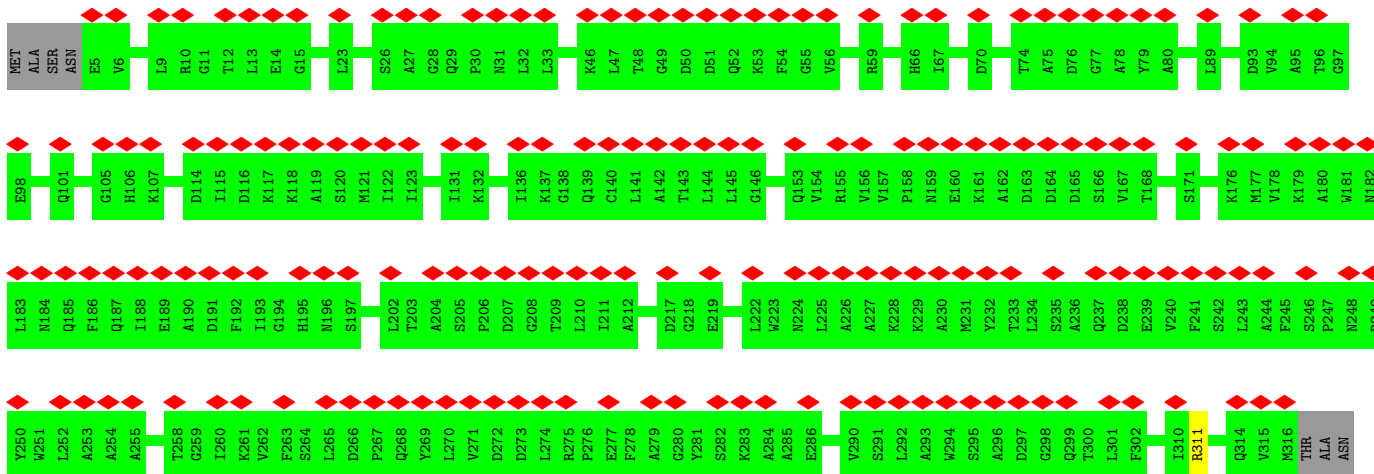 MET ALA SER ASN E5 V6 L9 R10 G11 T12 L13 E14 G15 L23 S26 A27 G28 Q29 P30 N31 L32 L33 K46 L47 T48 G49 D50 D51 Q52 K53 F54 G55 V56 R59 H66 I67 D70 T74 A75 D76 G77 A78 Y79 A80 L89 D93 V94 A95 T96 G97
E98 Q101 G105 H106 K107 D114 I115 D116 K117 K118 A119 S120 M121 I122 I123 I131 K132 I136 K137 G138 Q139 C140 L141 A142 T143 L144 L145 G146 Q153 V154 R155 V156 V157 P158 N159 E160 K161 A162 D163 D164 D165 S166 V167 T168 S171 K176 M177 V178 K179 A180 W181 N182
L183 N184 Q185 F186 Q187 I188 E189 A190 D191 F192 I193 G194 H195 N196 S197 L202 T203 A204 S205 P206 D207 G208 T209 L210 I211 A212 D217 G218 E219 L222 W223 N224 L225 A226 A227 K228 K229 A230 M231 Y232 T233 L234 S235 A236 Q237 D238 E239 V240 F241 S242 L243 A244 F245 S246 P247 N248
Y250 W251 L252 A253 A254 A255 T258 G259 I260 K261 V262 F263 S264 L265 D266 P267 Q268 Y269 L270 V271 D272 D273 L274 R275 P276 E277 F278 A279 G280 Y281 S282 K283 A284 A285 E286 V290 S291 L292 A293 W294 S295 A296 D297 G298 Q299 T300 L301 F302 I310 R311 Q314 V315 M316 THR ALA ASN